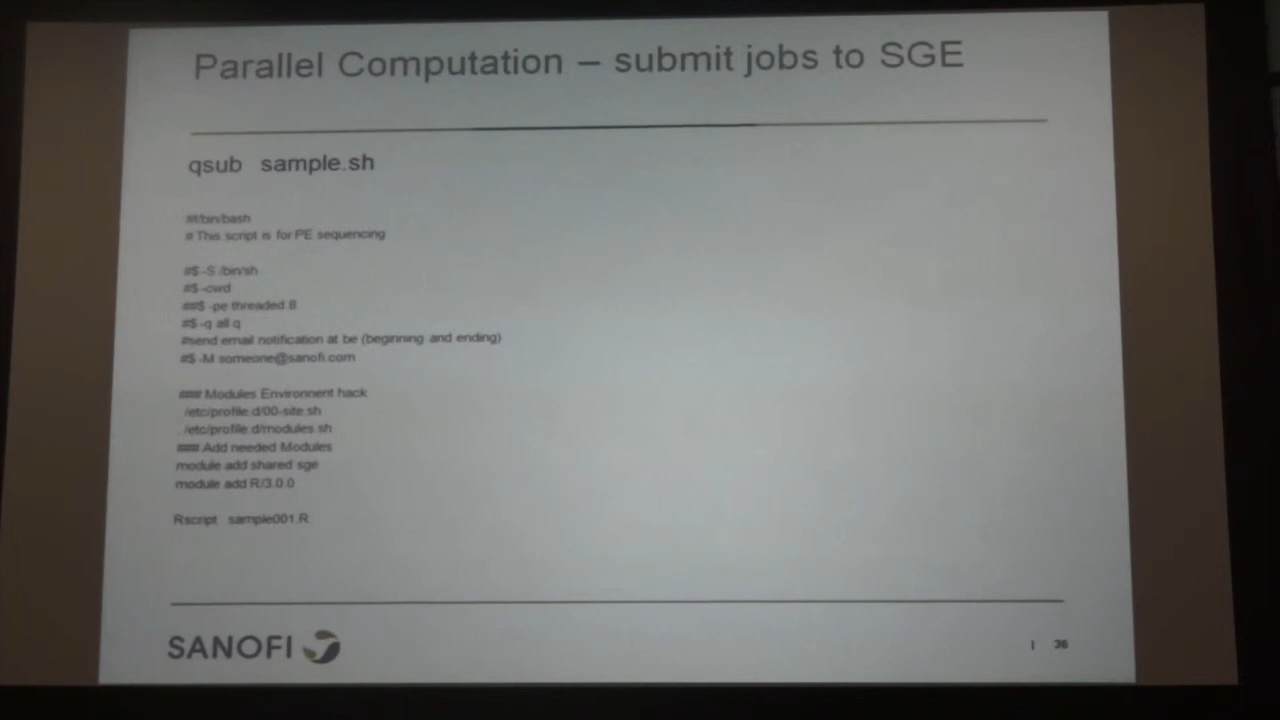 Parallel Computation – submit jobs to SGE
qsub sample.sh
#!/bin/bash
# This script is for PE sequencing
#$ -S /bin/sh
#$ -cwd
##$ -pe threaded 8
#$ -q all.q
#send email notification at be (beginning and ending)
#$ -M someone@sanofi.com
### Modules Environnent hack
. /etc/profile.d/00-site.sh
. /etc/profile.d/modules.sh
### Add needed Modules
module add shared sge
module add R/3.0.0
Rscript sample001.R
SANOFI
| 36